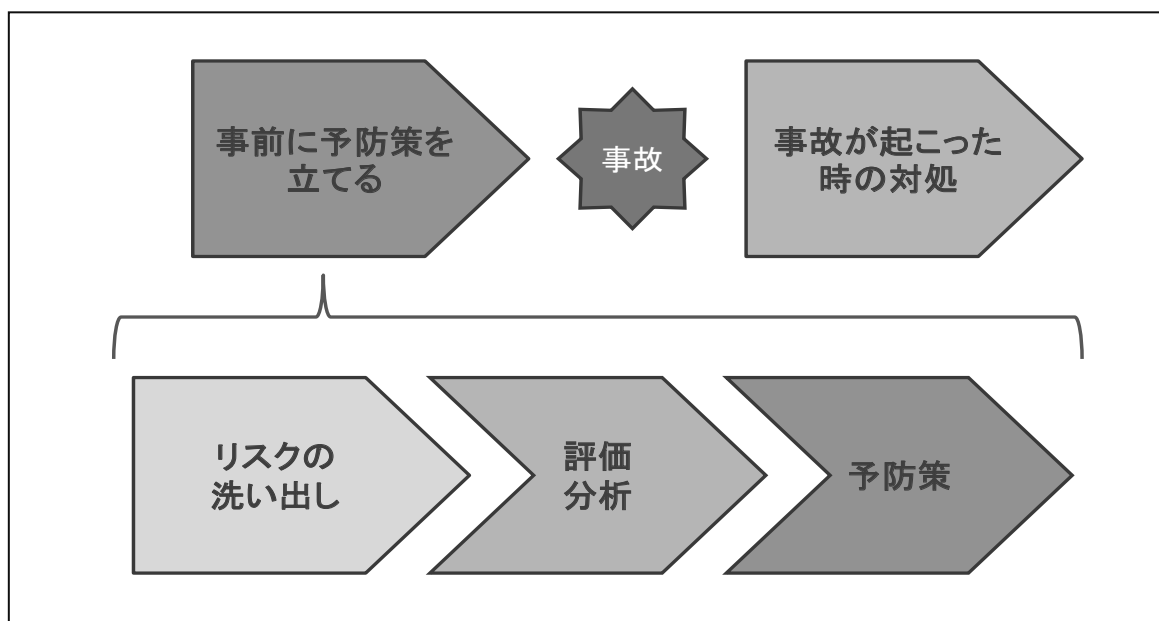 事前に予防策を
立てる
事故
事故が起こった
時の対処
リスクの
洗い出し
評価
分析
予防策